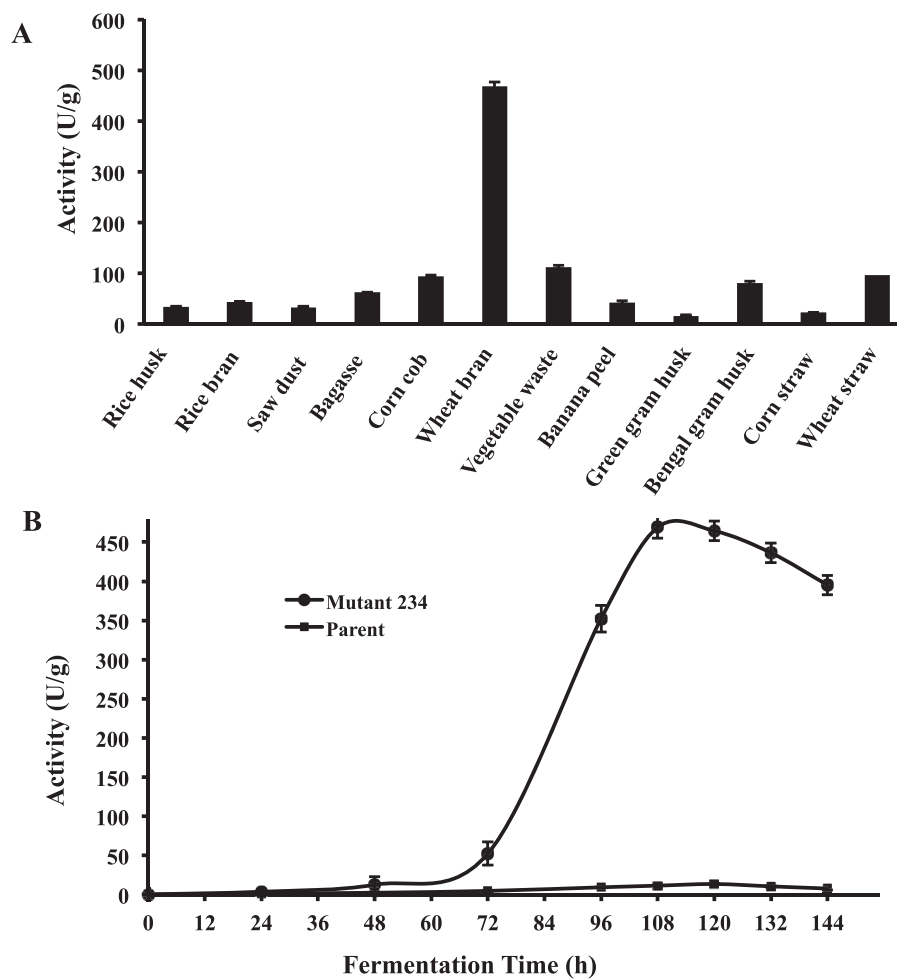 A
600
500
400
300
200
100
0
Activity (U/g)
Rice husk
Rice bran
Saw dust
Bagasse
Corn cob
Wheat bran
Vegetable waste
Banana peel
Green gram husk
Bengal gram husk
Corn straw
Wheat straw
B
450
400
350
300
250
200
150
100
50
0
Activity (U/g)
Mutant 234
Parent
0 12 24 36 48 60 72 84 96 108 120 132 144
Fermentation Time (h)